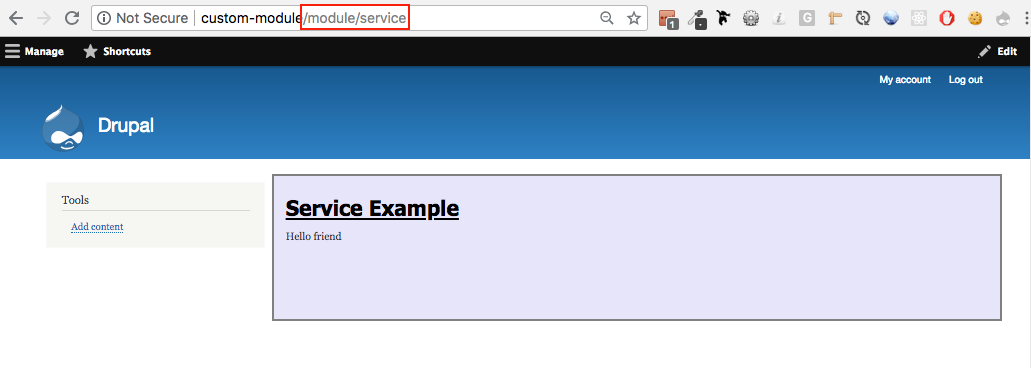 Not Secure | custom-module/module/service
1
Manage Shortcuts Edit
My account Log out
Drupal
Tools
Add content
Service Example
Hello friend